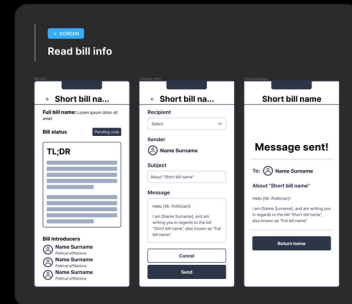 SCREEN
Read bill info
← Short bill na...
Full bill name: Lorem ipsum dolor sit
amet
Bill status
Pending vote
TL;DR
Bill introducers
Name Surname
Political affiliations
Name Surname
Political affiliations
Name Surname
Political affiliations
← Short bill na...
Recipient
Select
Sender
Name Surname
Subject
About "Short bill name"
Message
Hello [Mr. Politician]!
I am [Name Surname], and am
writing you in regards to the bill
"Short bill name", also known as "Full
bill name".
Cancel
Send
Short bill name
Message sent!
To: Name Surname
About "Short bill name"
Hello [Mr. Politician]!
I am [Name Surname], and am writing you
in regards to the bill "Short bill name",
also known as "Full bill name".
Return home